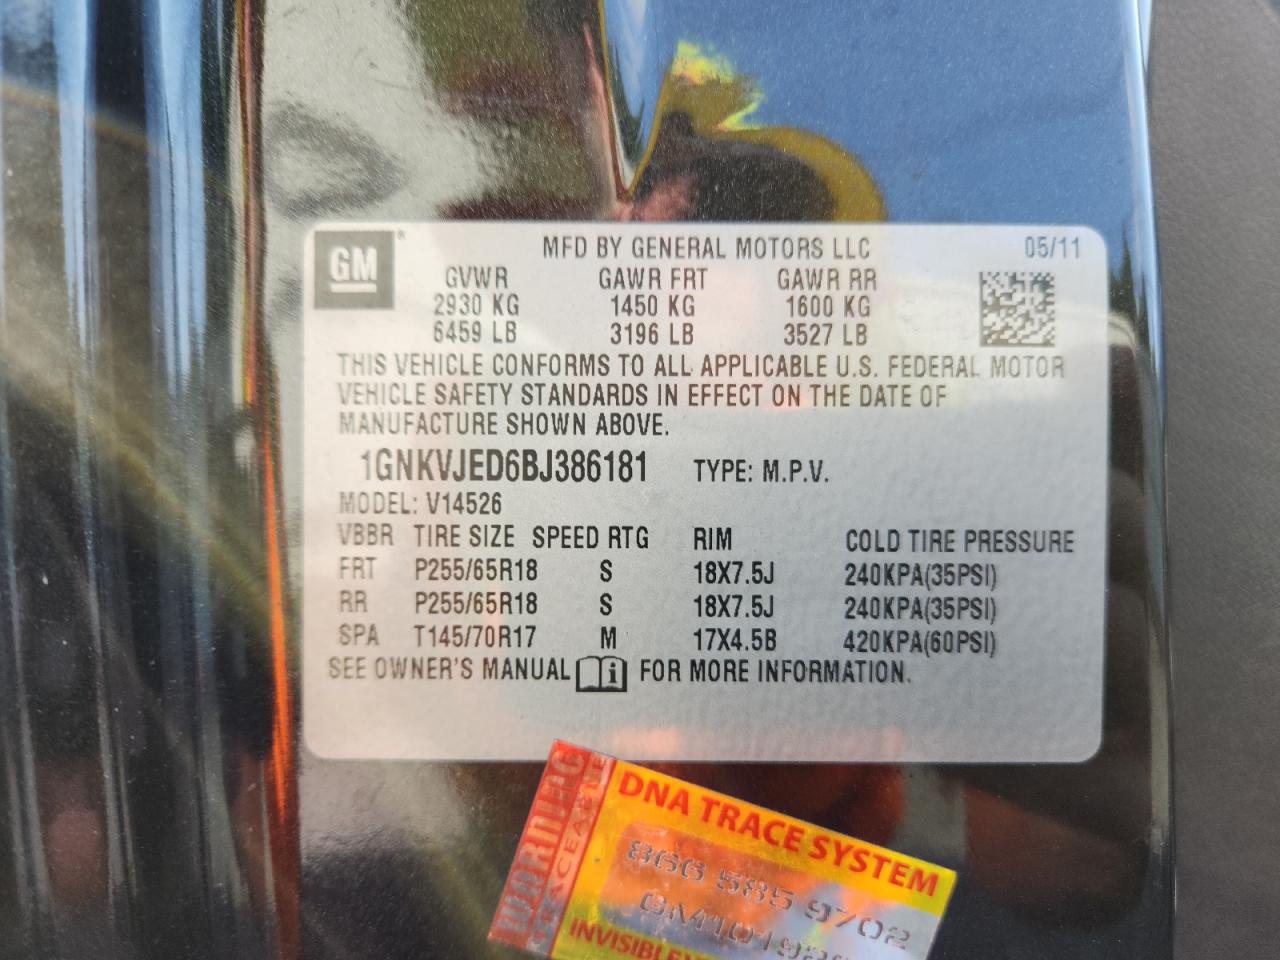 GM MFD BY GENERAL MOTORS LLC 05/11
GVWR GAWR FRT GAWR RR
2930 KG 1450 KG 1600 KG
6459 LB 3196 LB 3527 LB
THIS VEHICLE CONFORMS TO ALL APPLICABLE U.S. FEDERAL MOTOR
VEHICLE SAFETY STANDARDS IN EFFECT ON THE DATE OF
MANUFACTURE SHOWN ABOVE.
1GNKVJED6BJ386181 TYPE: M.P.V.
MODEL: V14526
VBBR TIRE SIZE SPEED RTG RIM COLD TIRE PRESSURE
FRT P255/65R18 S 18X7.5J 240KPA(35PSI)
RR P255/65R18 S 18X7.5J 240KPA(35PSI)
SPA T145/70R17 M 17X4.5B 420KPA(60PSI)
SEE OWNER'S MANUAL FOR MORE INFORMATION.
WARNING
DNA TRACE SYSTEM
866 585 9702
INVISIBLE